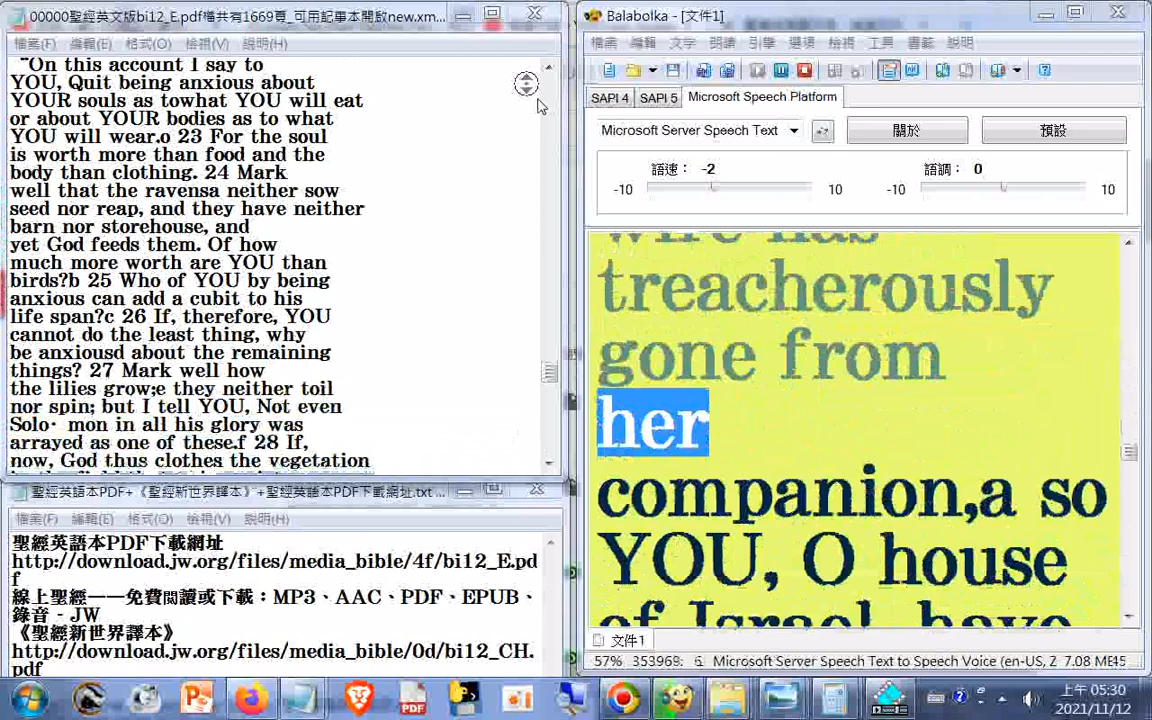 00000聖經英文版bi12_E.pdf檔共有1669頁_可用記事本開啟new.xm...
檔案(F) 編輯(E) 格式(O) 檢視(V) 說明(H)
"On this account I say to
YOU, Quit being anxious about
YOUR souls as towhat YOU will eat
or about YOUR bodies as to what
YOU will wear.o 23 For the soul
is worth more than food and the
body than clothing. 24 Mark
well that the ravensa neither sow
seed nor reap, and they have neither
barn nor storehouse, and
yet God feeds them. Of how
much more worth are YOU than
birds?b 25 Who of YOU by being
anxious can add a cubit to his
life span?c 26 If, therefore, YOU
cannot do the least thing, why
be anxiousd about the remaining
things? 27 Mark well how
the lilies grow;e they neither toil
nor spin; but I tell YOU, Not even
Solo· mon in all his glory was
arrayed as one of these.f 28 If,
now, God thus clothes the vegetation
聖經英語本PDF+《聖經新世界譯本》+聖經英語本PDF下載網址.txt ...
檔案(F) 編輯(E) 格式(O) 檢視(V) 說明(H)
聖經英語本PDF下載網址
http://download.jw.org/files/media_bible/4f/bi12_E.pd
f
線上聖經——免費閱讀或下載：MP3、AAC、PDF、EPUB、
錄音 - JW
《聖經新世界譯本》
http://download.jw.org/files/media_bible/0d/bi12_CH.
pdf
Balabolka - [文件1]
檔案 編輯 文字 朗讀 引擎 選項 檢視 工具 書籤 說明
SAPI 4 SAPI 5 Microsoft Speech Platform
Microsoft Server Speech Text 關於 預設
語速： -2 語調： 0
-10 10 -10 10
wife has
treacherously
gone from
her
companion,a so
YOU, O house
of Israel, have
文件1
57% 353969: 6 Microsoft Server Speech Text to Speech Voice (en-US, Z 7.08 ME45
上午 05:30
2021/11/12